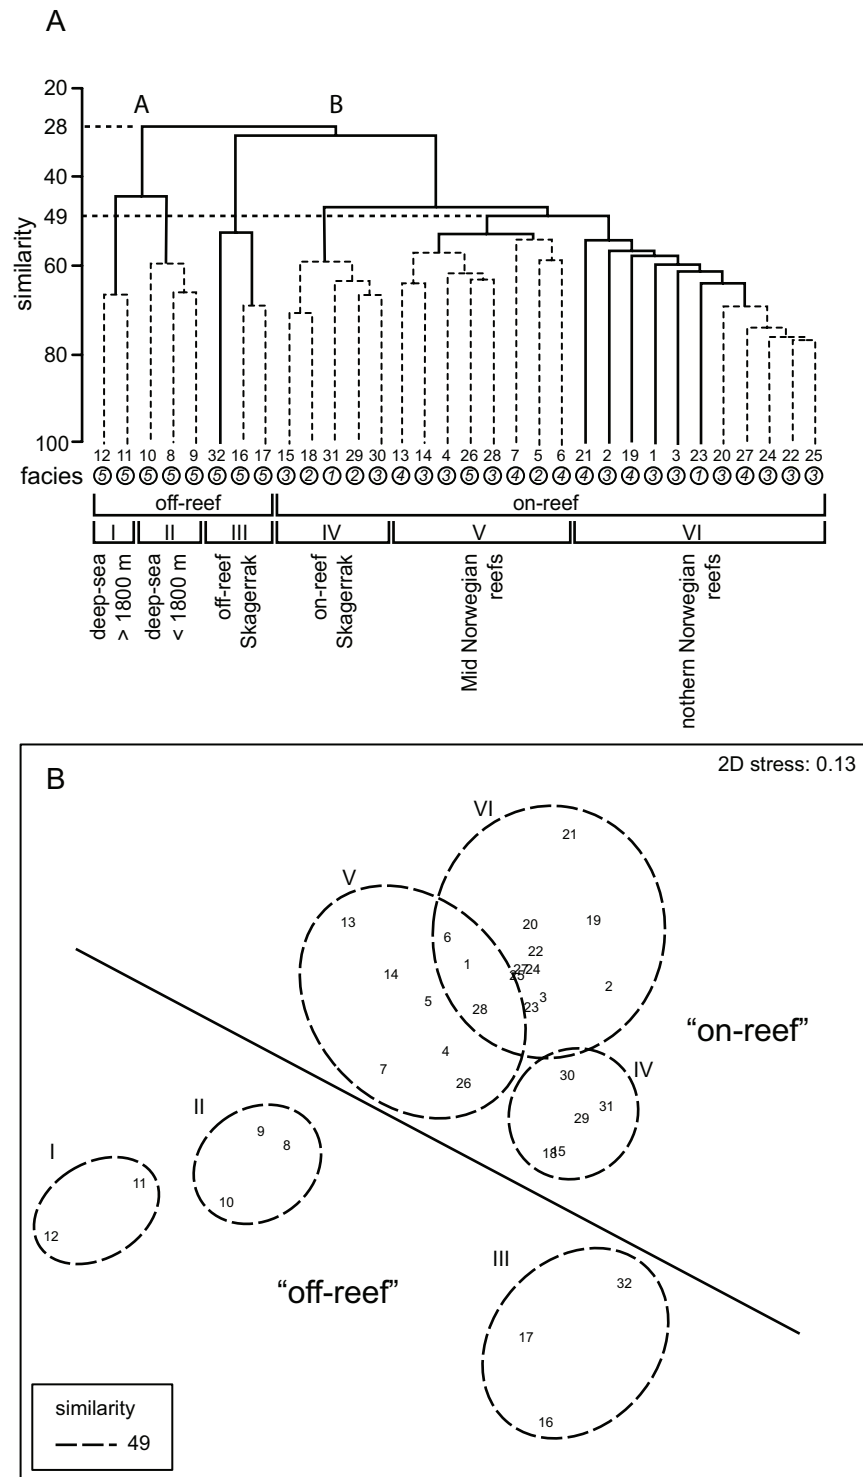 A
20
A B
28
40
49
similarity
60
80
100
12 11 10 8 9 32 16 17 15 18 31 29 30 13 14 4 26 28 7 5 6 21 2 19 1 3 23 20 27 24 22 25
facies 5 5 5 5 5 5 5 5 3 2 1 2 3 4 3 3 5 3 4 2 4 4 3 4 3 3 1 3 4 3 3 3
off-reef on-reef
I II III IV V VI
deep-sea
> 1800 m
deep-sea
< 1800 m
off-reef
Skagerrak
on-reef
Skagerrak
Mid Norwegian
reefs
nothern Norwegian
reefs
2D stress: 0.13
B
VI
21
V
13
20
19
6
22
1
27
24
25
14
2
3
5
28
23
"on-reef"
4
7
26
30
IV
31
29
II
9
8
18
15
I
11
10
12
III
32
"off-reef"
17
16
similarity
49